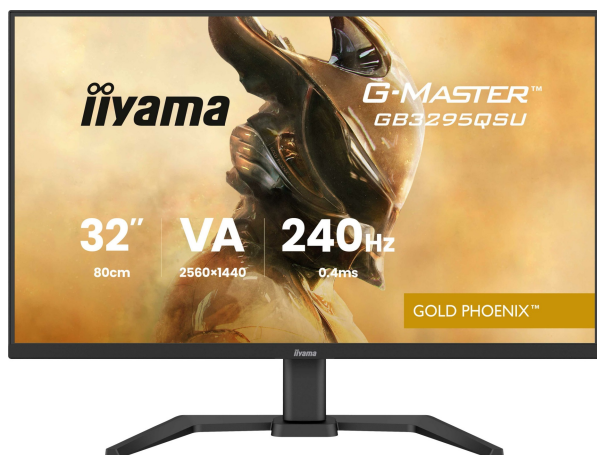 iiyama
G-MASTER™
GB3295QSU
32″ VA 240Hz
80cm 2560×1440 0.4ms
GOLD PHOENIX™
iiyama